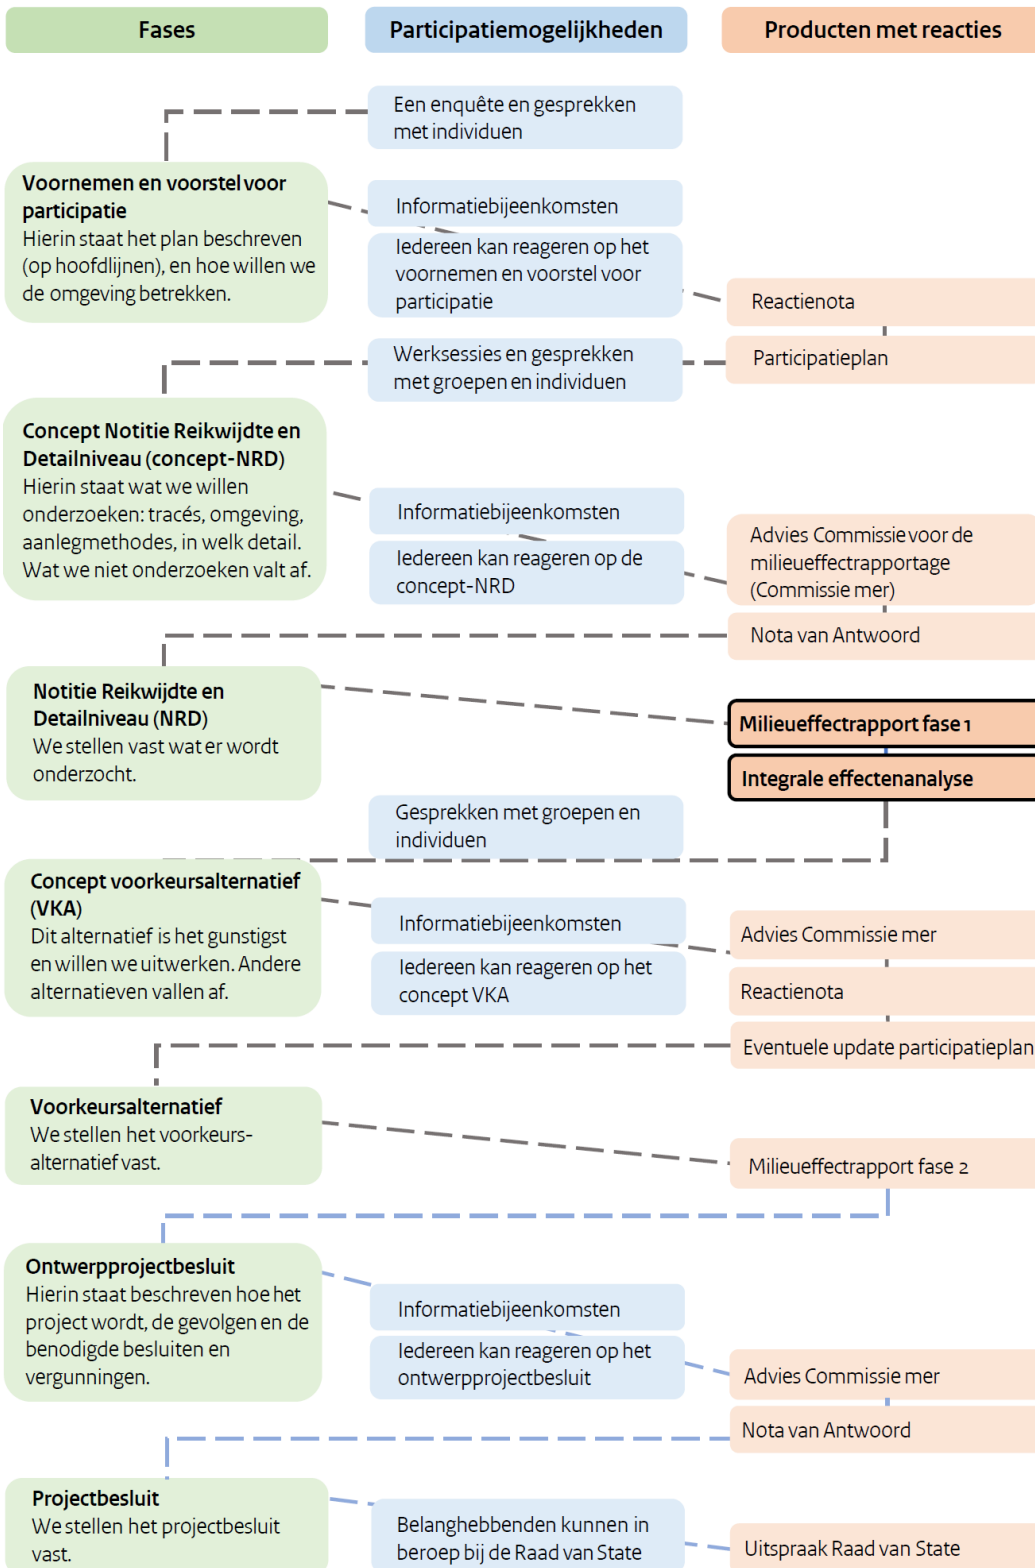 Fases
Participatiemogelijkheden
Producten met reacties
Een enquête en gesprekken
met individuen
Voornemen en voorstel voor
participatie
Hierin staat het plan beschreven
(op hoofdlijnen), en hoe willen we
de omgeving betrekken.
Informatiebijeenkomsten
Iedereen kan reageren op het
voornemen en voorstel voor
participatie
Reactienota
Participatieplan
Werksessies en gesprekken
met groepen en individuen
Concept Notitie Reikwijdte en
Detailniveau (concept-NRD)
Hierin staat wat we willen
onderzoeken: tracés, omgeving,
aanlegmethodes, in welk detail.
Wat we niet onderzoeken valt af.
Informatiebijeenkomsten
Iedereen kan reageren op de
concept-NRD
Advies Commissie voor de
milieueffectrapportage
(Commissie mer)
Nota van Antwoord
Notitie Reikwijdte en
Detailniveau (NRD)
We stellen vast wat er wordt
onderzocht.
Milieueffectrapport fase 1
Integrale effectenanalyse
Gesprekken met groepen en
individuen
Concept voorkeursalternatief
(VKA)
Dit alternatief is het gunstigst
en willen we uitwerken. Andere
alternatieven vallen af.
Informatiebijeenkomsten
Iedereen kan reageren op het
concept VKA
Advies Commissie mer
Reactienota
Eventuele update participatieplan
Voorkeursalternatief
We stellen het voorkeurs-
alternatief vast.
Milieueffectrapport fase 2
Ontwerpprojectbesluit
Hierin staat beschreven hoe het
project wordt, de gevolgen en de
benodigde besluiten en
vergunningen.
Informatiebijeenkomsten
Iedereen kan reageren op het
ontwerpprojectbesluit
Advies Commissie mer
Nota van Antwoord
Projectbesluit
We stellen het projectbesluit
vast.
Belanghebbenden kunnen in
beroep bij de Raad van State
Uitspraak Raad van State